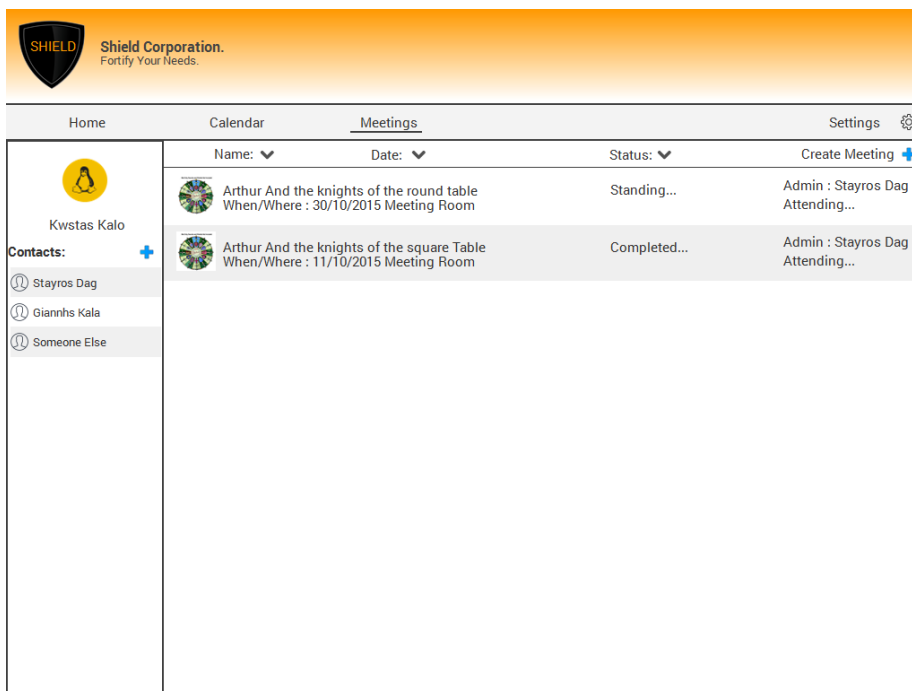 SHIELD
Shield Corporation.
Fortify Your Needs.
Home Calendar Meetings Settings
Name: Date: Status: Create Meeting
Kwstas Kalo
Contacts:
Stayros Dag
Giannhs Kala
Someone Else
Arthur And the knights of the round table
When/Where : 30/10/2015 Meeting Room
Standing...
Admin : Stayros Dag
Attending...
Arthur And the knights of the square Table
When/Where : 11/10/2015 Meeting Room
Completed...
Admin : Stayros Dag
Attending...